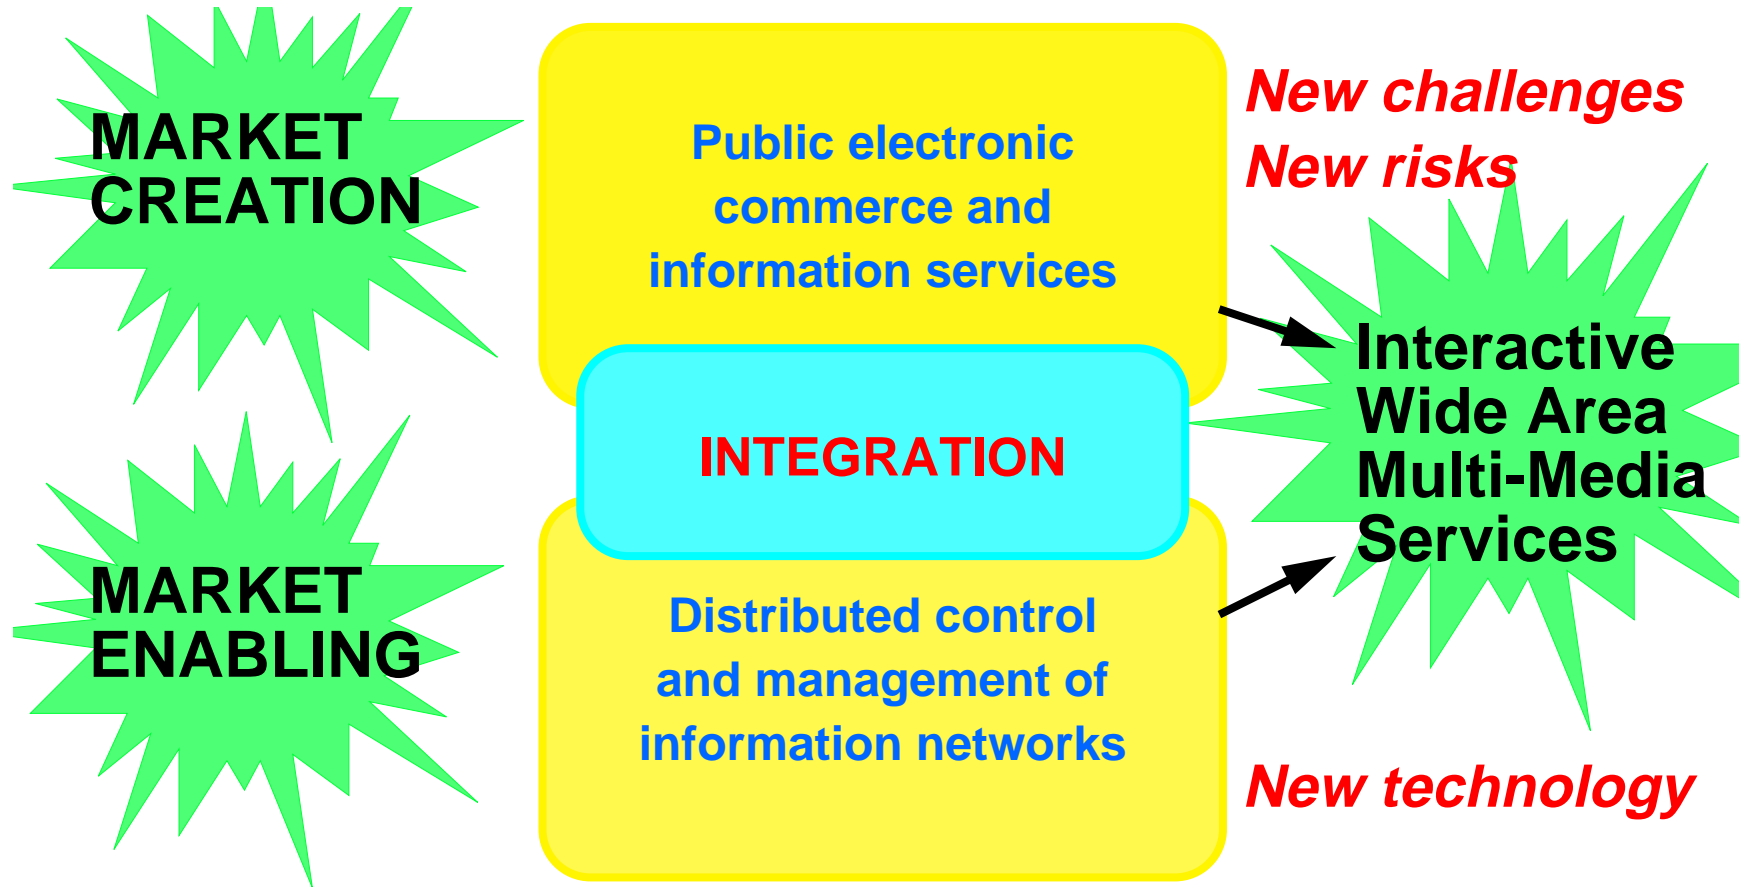 MARKET
CREATION
Public electronic
commerce and
information services
New challenges
New risks
INTEGRATION
Interactive
Wide Area
Multi-Media
Services
MARKET
ENABLING
Distributed control
and management of
information networks
New technology